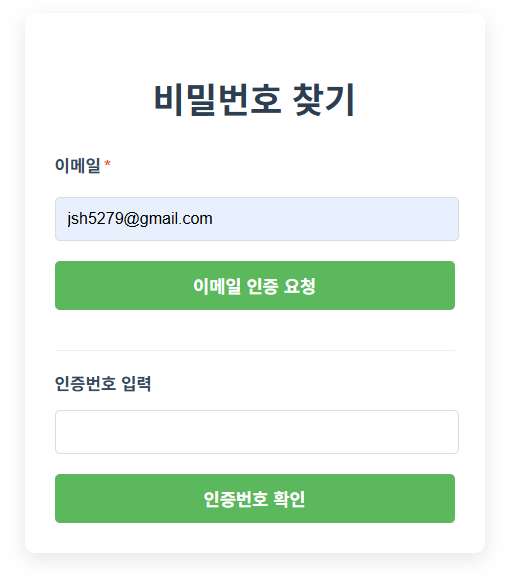 비밀번호 찾기
이메일 *
jsh5279@gmail.com
이메일 인증 요청
인증번호 입력
인증번호 확인